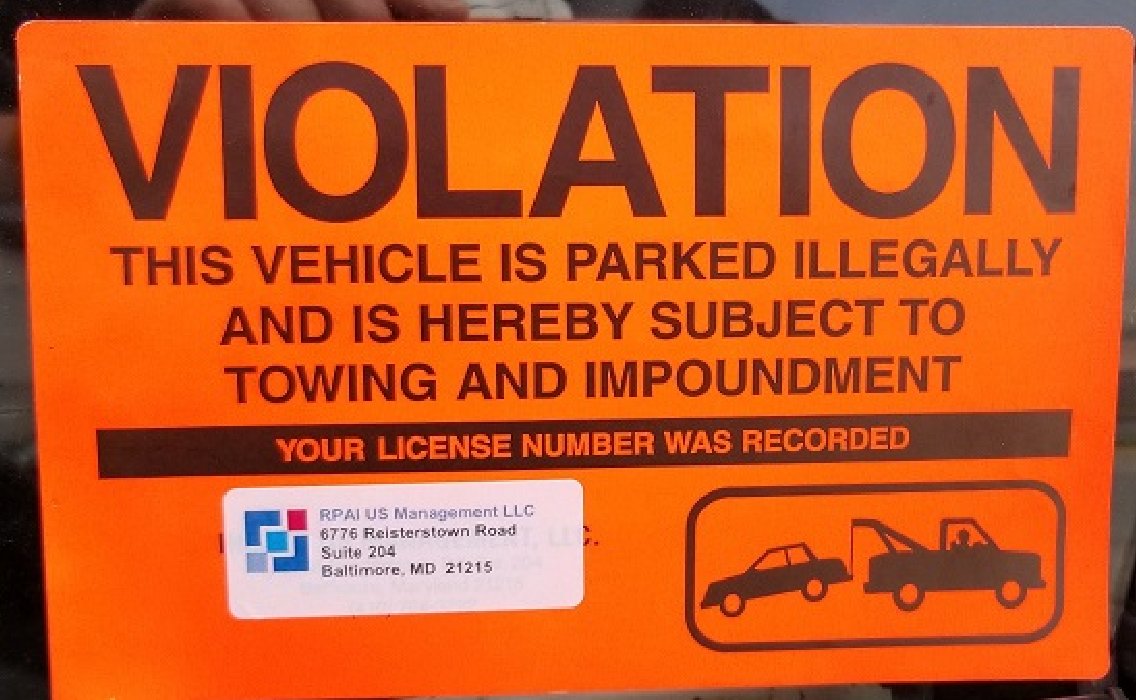 VIOLATION
THIS VEHICLE IS PARKED ILLEGALLY
AND IS HEREBY SUBJECT TO
TOWING AND IMPOUNDMENT
YOUR LICENSE NUMBER WAS RECORDED
RPAI US Management LLC
6776 Reisterstown Road
Suite 204
Baltimore, MD 21215